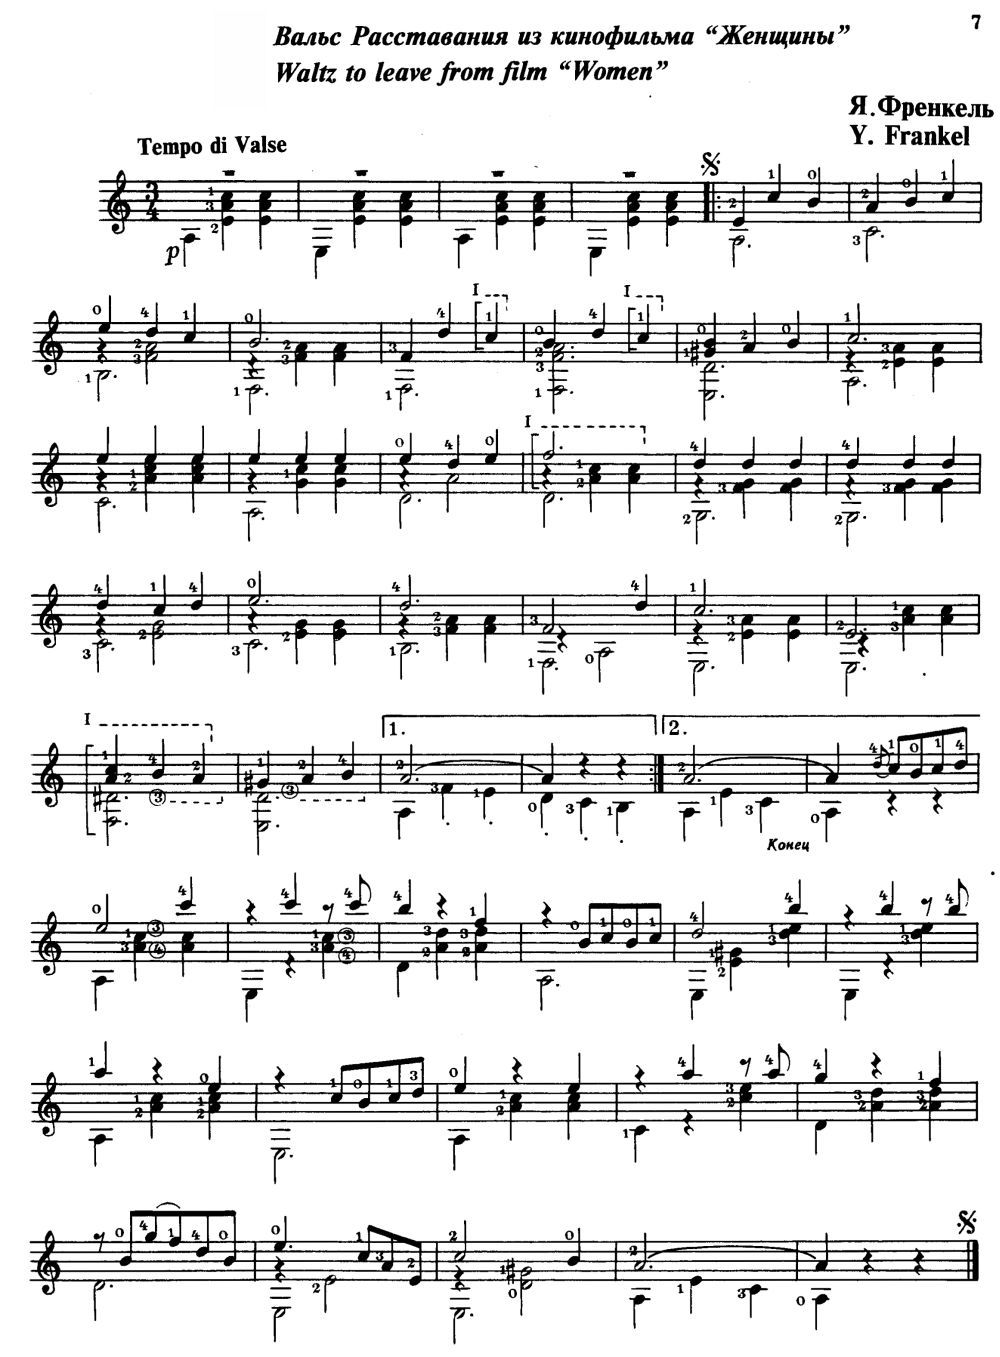 7
Вальс Расставания из кинофильма “Женщины”
Waltz to leave from film “Women”
Я.Френкель
Y. Frankel
Tempo di Valse
p
I
I
I
I
1.
2.
Конец